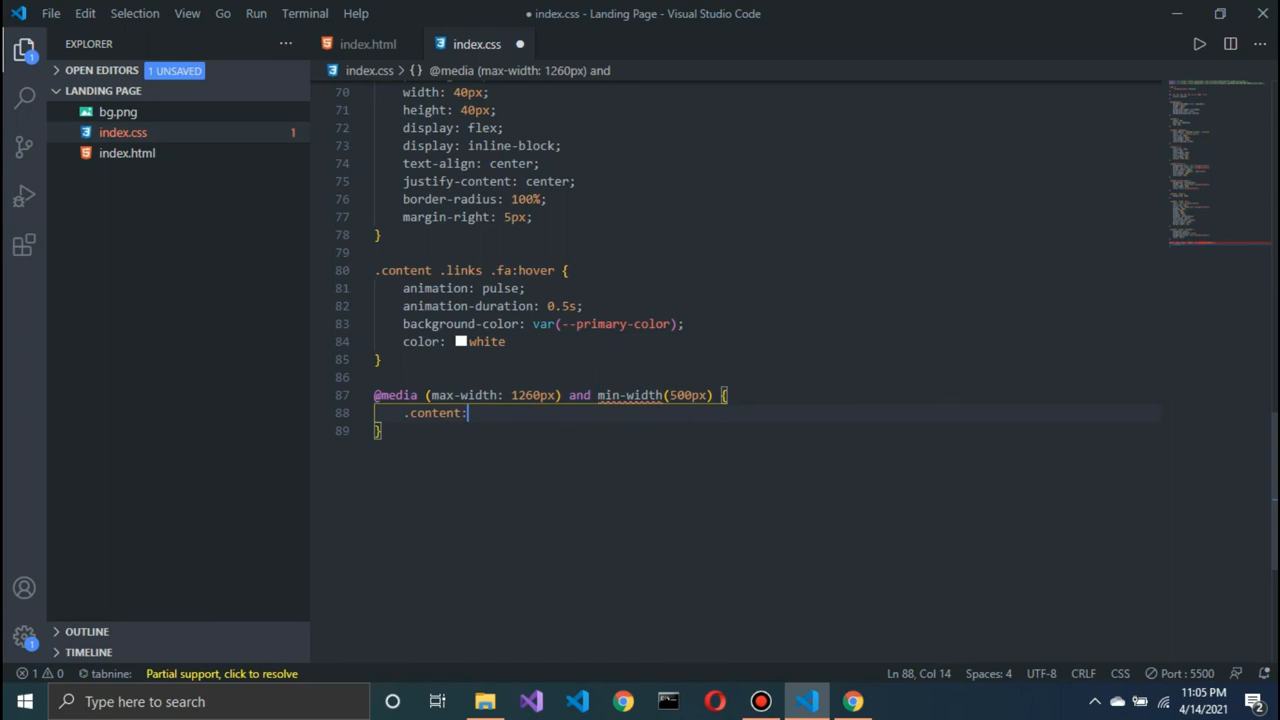 File Edit Selection View Go Run Terminal Help
● index.css - Landing Page - Visual Studio Code
EXPLORER
index.html
index.css
OPEN EDITORS 1 UNSAVED
index.css > {} @media (max-width: 1260px) and
LANDING PAGE
bg.png
index.css 1
index.html
70 width: 40px;
71 height: 40px;
72 display: flex;
73 display: inline-block;
74 text-align: center;
75 justify-content: center;
76 border-radius: 100%;
77 margin-right: 5px;
78 }
79
80 .content .links .fa:hover {
81 animation: pulse;
82 animation-duration: 0.5s;
83 background-color: var(--primary-color);
84 color: white
85 }
86
87 @media (max-width: 1260px) and min-width(500px) {
88 .content:
89 }
1
1
OUTLINE
TIMELINE
1 0 tabnine: Partial support, click to resolve
Ln 88, Col 14 Spaces: 4 UTF-8 CRLF CSS Port : 5500
Type here to search
11:05 PM
4/14/2021
2